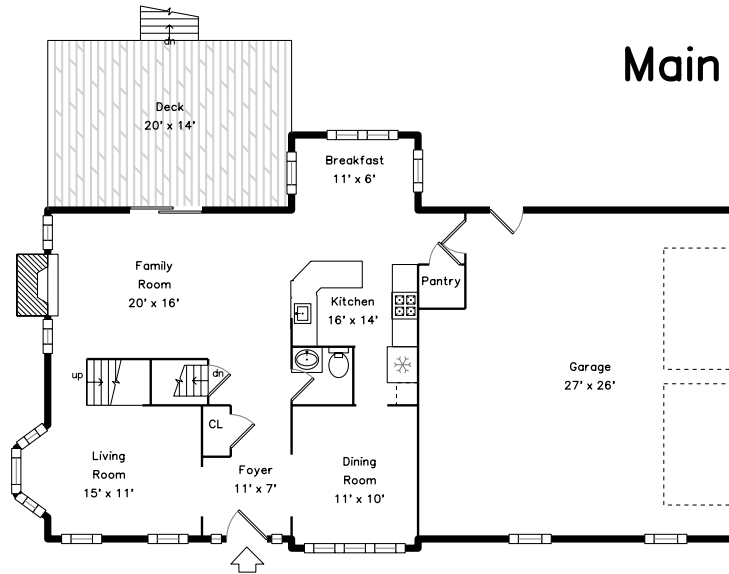 dn
Main
Deck
20' x 14'
Breakfast
11' x 6'
Family
Room
20' x 16'
Pantry
Kitchen
16' x 14'
Garage
27' x 26'
up
dn
CL
Living
Room
15' x 11'
Foyer
11' x 7'
Dining
Room
11' x 10'